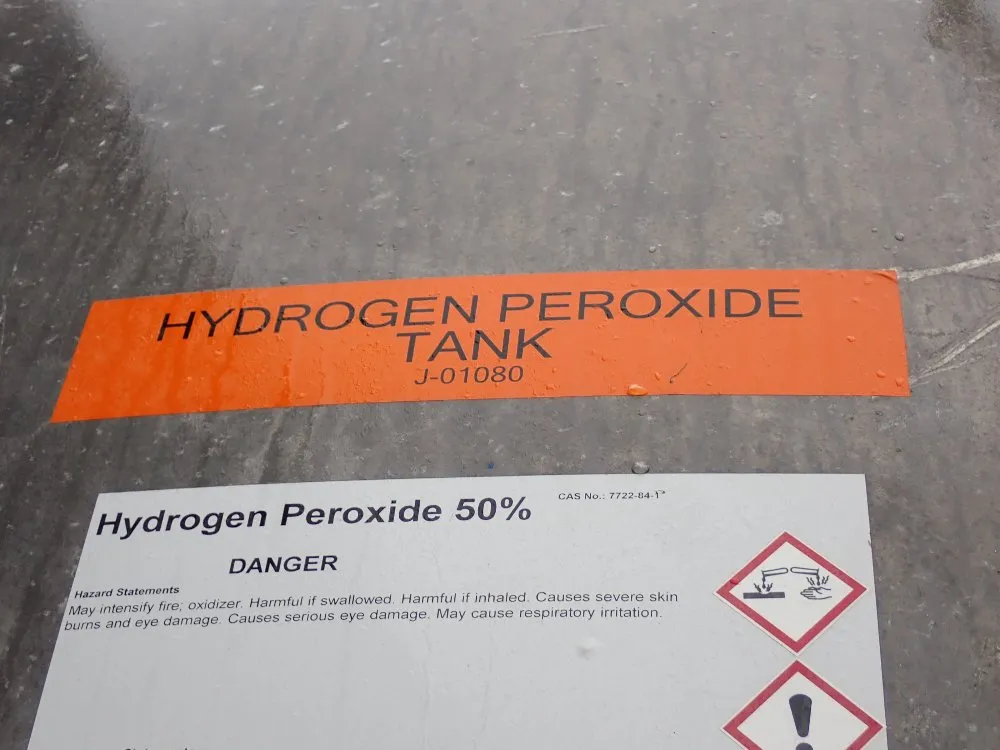 HYDROGEN PEROXIDE
TANK
J-01080
Hydrogen Peroxide 50%
CAS No.: 7722-84-1*
DANGER
Hazard Statements
May intensify fire; oxidizer. Harmful if swallowed. Harmful if inhaled. Causes severe skin
burns and eye damage. Causes serious eye damage. May cause respiratory irritation.